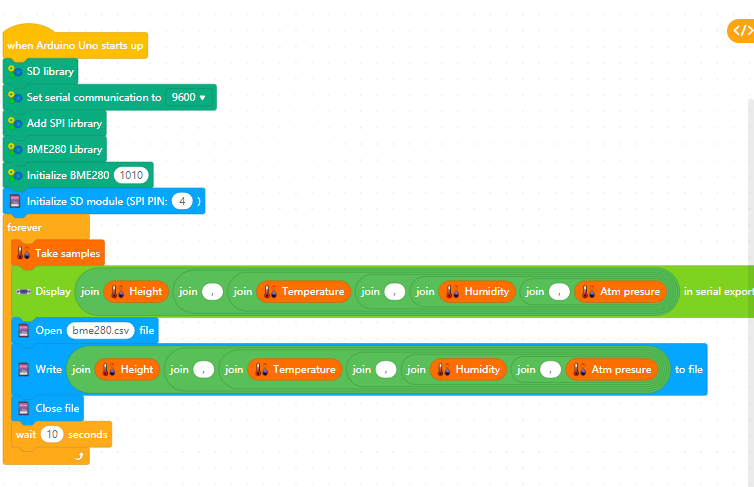 </>
when Arduino Uno starts up
SD library
Set serial communication to 9600
Add SPI lirbrary
BME280 Library
Initialize BME280 1010
Initialize SD module (SPI PIN: 4 )
forever
Take samples
Display join Height join , join Temperature join , join Humidity join , Atm presure in serial export
Open bme280.csv file
Write join Height join , join Temperature join , join Humidity join , Atm presure to file
Close file
wait 10 seconds